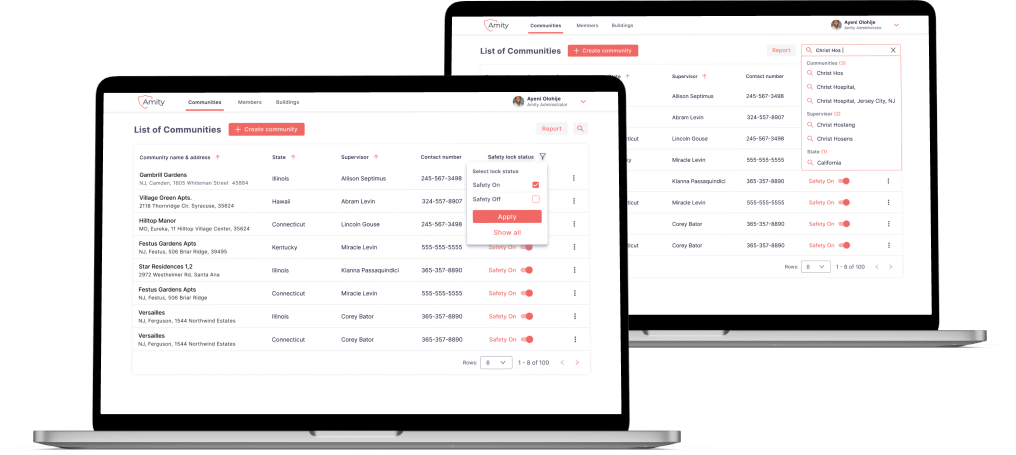 Amity Communities Members Buildings Ayeni Olohije
Amity Administrator
List of Communities + Create community Report
Community name & address State Supervisor Contact number Safety lock status
Gambrill Gardens
NJ, Camden, 1605 Whiteman Street 45864
Illinois Allison Septimus 245-567-3498
Village Green Apts.
2118 Thornridge Cir. Syracuse, 35624
Hawaii Abram Levin 324-557-8907
Hilltop Manor
MO, Eureka, 11 Hilltop Village Center, 35624
Connecticut Lincoln Gouse 245-567-3498
Festus Gardens Apts
NJ, Festus, 506 Briar Ridge, 39495
Kentucky Miracle Levin 555-555-5555 Safety On
Star Residences 1,2
2972 Westheimer Rd. Santa Ana
Illinois Kianna Passaquindici 365-357-8890 Safety On
Festus Gardens Apts
NJ, Festus, 506 Briar Ridge
Connecticut Miracle Levin 555-555-5555 Safety On
Versailles
NJ, Ferguson, 1544 Northwind Estates
Illinois Corey Bator 365-357-8890 Safety On
Versailles
NJ, Ferguson, 1544 Northwind Estates
Connecticut Corey Bator 365-357-8890 Safety On
Select lock status
Safety On
Safety Off
Apply
Show all
Rows: 8 1 - 8 of 100
Amity Communities Members Buildings Ayeni Olohije
Amity Administrator
List of Communities + Create community Report Christ Hos
Supervisor Contact number
Allison Septimus 245-567-3498
Abram Levin 324-557-8907
Lincoln Gouse 245-567-3498
Miracle Levin 555-555-5555
Kianna Passaquindici 365-357-8890 Safety On
Miracle Levin 555-555-5555 Safety On
Corey Bator 365-357-8890 Safety On
Corey Bator 365-357-8890 Safety On
Communities (3)
Christ Hos
Christ Hospital,
Christ Hospital, Jersey City, NJ
Supervisor (2)
Christ Hosteng
Christ Hosens
State (1)
California
Rows: 8 1 - 8 of 100